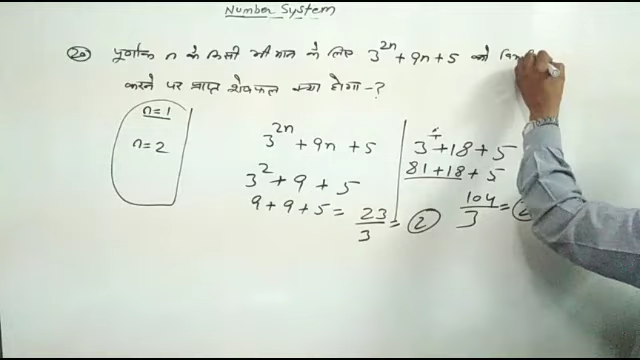 Number System
20 पूर्णांक n के किसी भी मान के लिए 3^2n + 9n + 5 को
करने पर प्राप्त शेषफल क्या होगा - ?
n=1
n=2
3^2n + 9n + 5
3^2 + 9 + 5
9 + 9 + 5 = 23/3 = 2
3^4 + 18 + 5
81 + 18 + 5
104/3 = 2